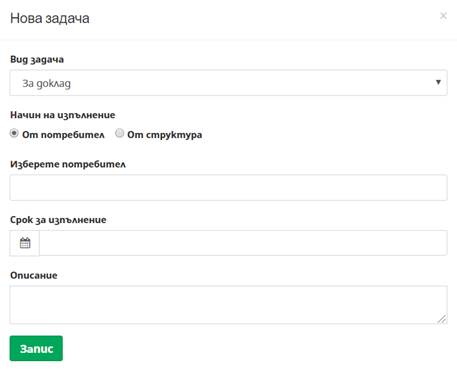 Нова задача
×
Вид задача
За доклад
Начин на изпълнение
От потребител От структура
Изберете потребител
Срок за изпълнение
Описание
Запис